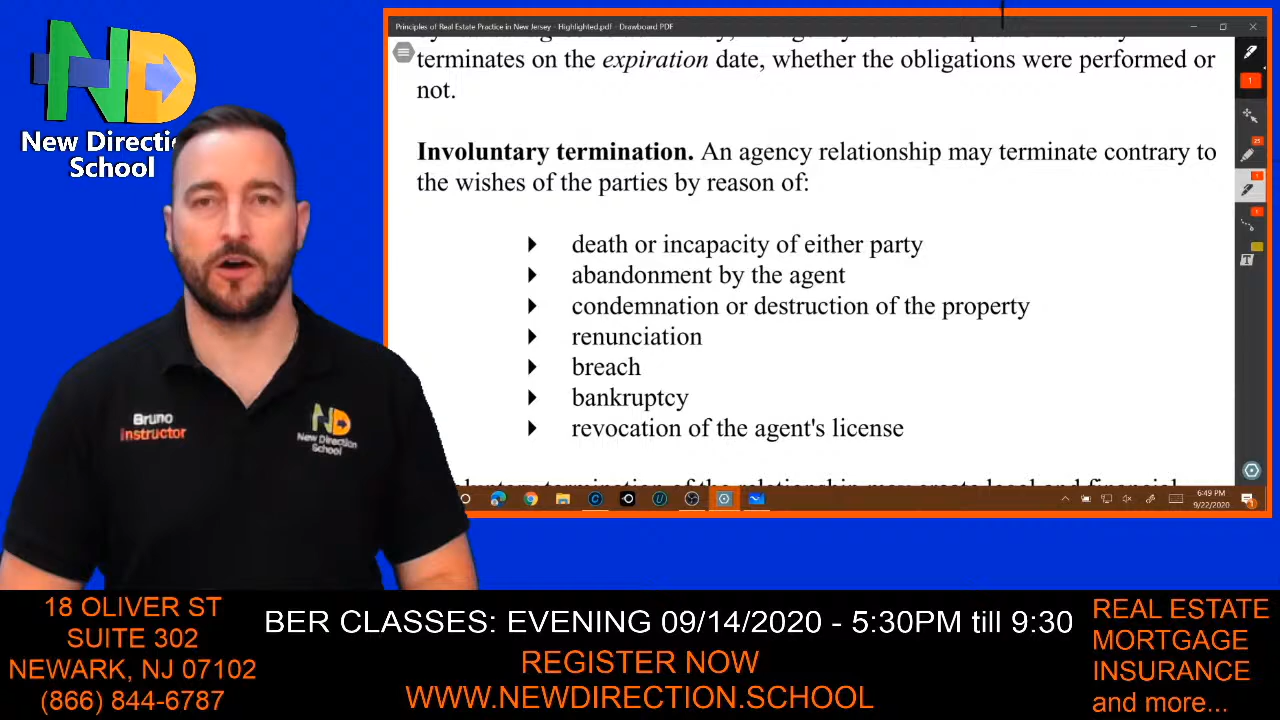 ND
New Directi
School
Principles of Real Estate Practice in New Jersey - Highlighted.pdf - Drawboard PDF
terminates on the expiration date, whether the obligations were performed or
not.
Involuntary termination. An agency relationship may terminate contrary to
the wishes of the parties by reason of:
death or incapacity of either party
abandonment by the agent
condemnation or destruction of the property
renunciation
breach
bankruptcy
revocation of the agent's license
6:49 PM
9/22/2020
Bruno
Instructor
ND
New Direction
School
18 OLIVER ST
SUITE 302
NEWARK, NJ 07102
(866) 844-6787
BER CLASSES: EVENING 09/14/2020 - 5:30PM till 9:30
REGISTER NOW
WWW.NEWDIRECTION.SCHOOL
REAL ESTATE
MORTGAGE
INSURANCE
and more...